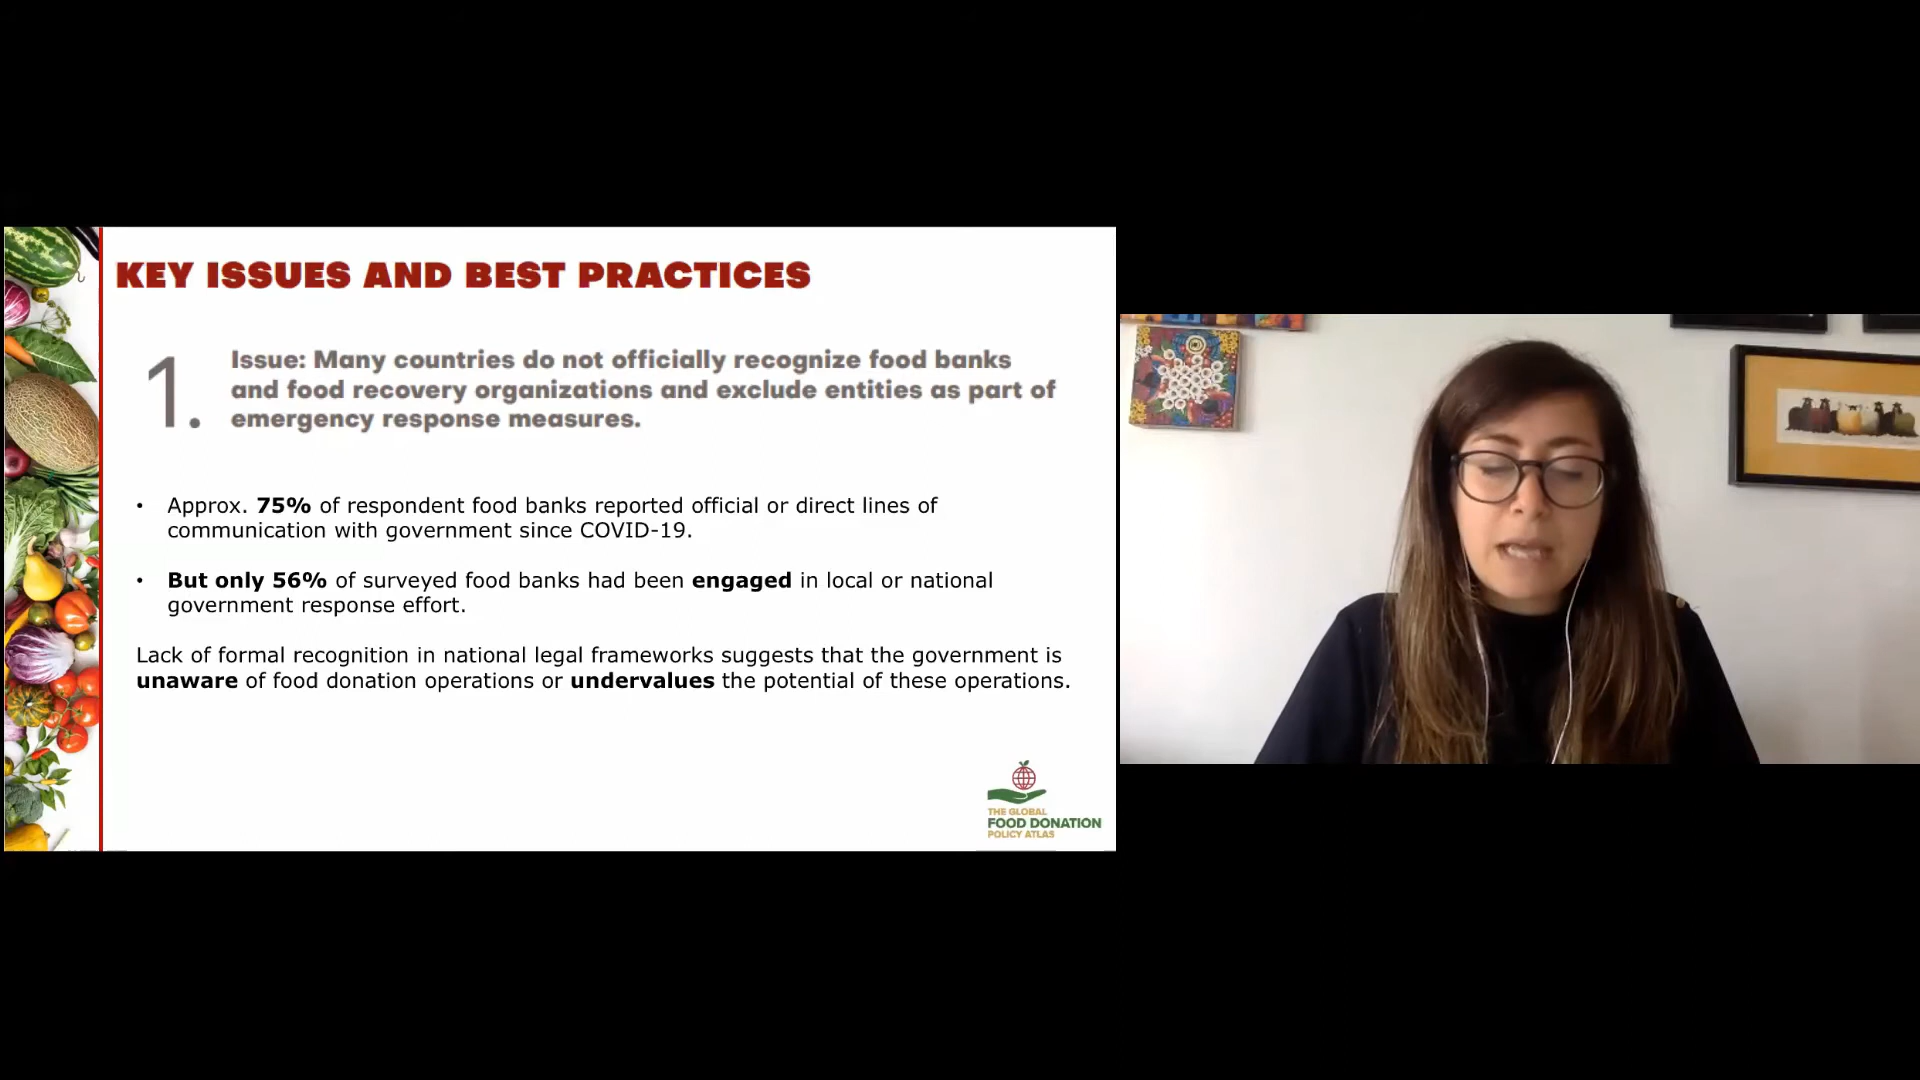 KEY ISSUES AND BEST PRACTICES
1.
Issue: Many countries do not officially recognize food banks
and food recovery organizations and exclude entities as part of
emergency response measures.
• Approx. 75% of respondent food banks reported official or direct lines of
communication with government since COVID-19.
• But only 56% of surveyed food banks had been engaged in local or national
government response effort.
Lack of formal recognition in national legal frameworks suggests that the government is
unaware of food donation operations or undervalues the potential of these operations.
THE GLOBAL
FOOD DONATION
POLICY ATLAS